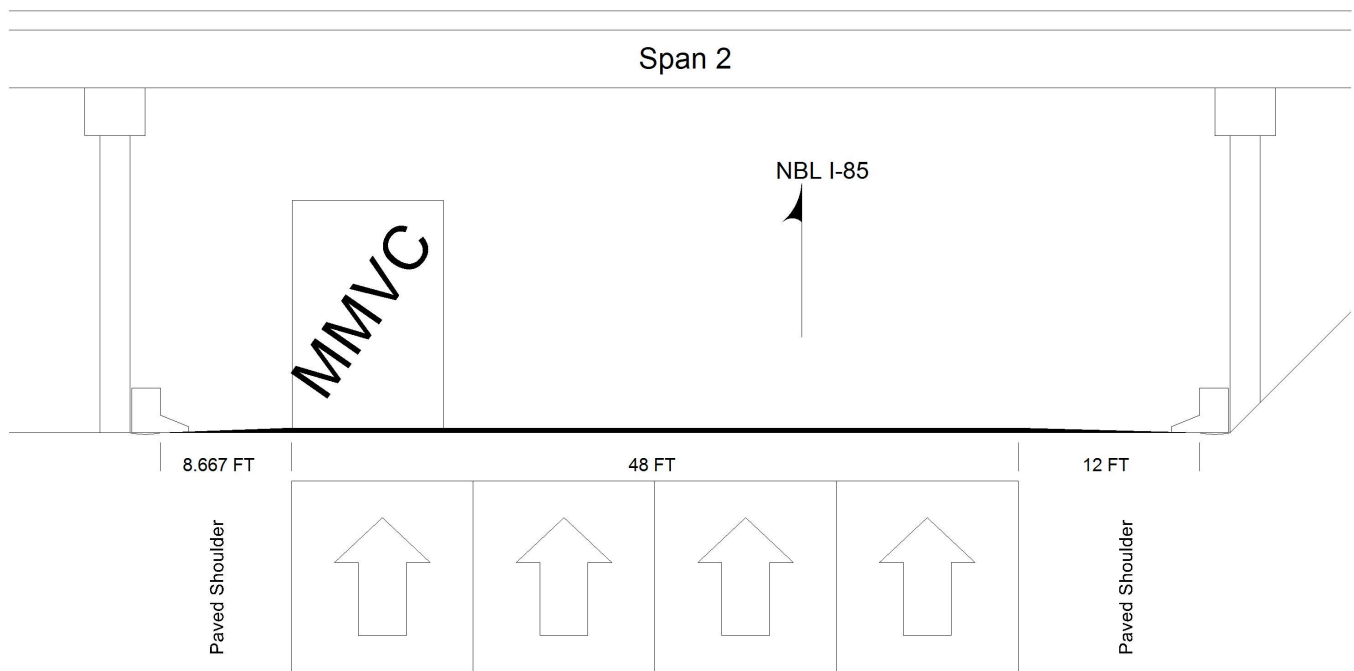 Span 2
NBL I-85
MMVC
8.667 FT
48 FT
12 FT
Paved Shoulder
Paved Shoulder